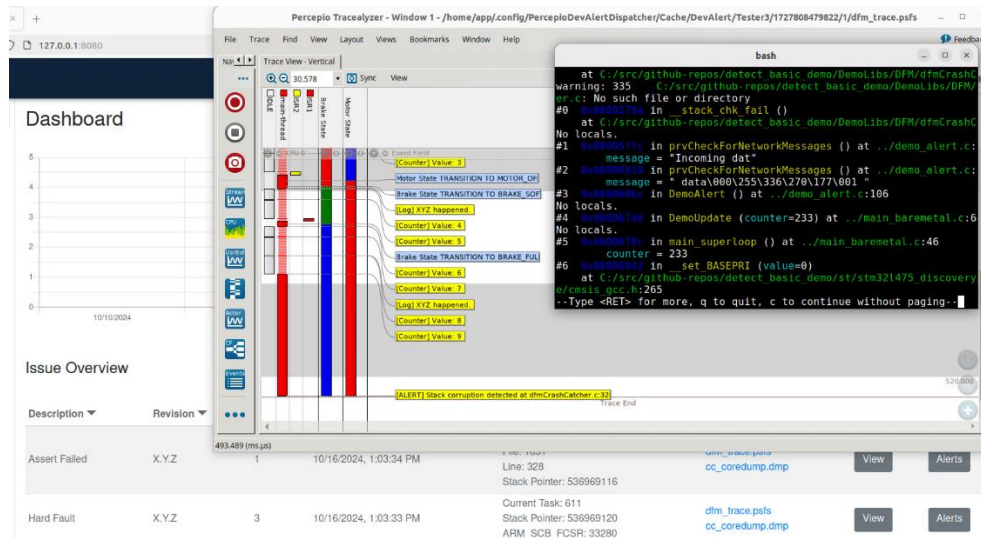 127.0.0.1:8080
Dashboard
5
4
3
2
1
0
10/10/2024
Issue Overview
Description
Revision
Assert Failed
X.Y.Z
1
10/16/2024, 1:03:34 PM
Line: 328
Stack Pointer: 536969116
dfm_trace.psfs
cc_coredump.dmp
View
Alerts
Hard Fault
X.Y.Z
3
10/16/2024, 1:03:33 PM
Current Task: 611
Stack Pointer: 536969120
ARM_SCB_FCSR: 33280
dfm_trace.psfs
cc_coredump.dmp
View
Alerts
Percepio Tracealyzer - Window 1 - /home/app/.config/PercepioDevAlertDispatcher/Cache/DevAlert/Tester3/1727808479822/1/dfm_trace.psfs
File Trace Find View Layout Views Bookmarks Window Help
Feedba
Trace View - Vertical
30.578
Sync
View
IDLE
main-thread
ISR2
ISR1
Brake State
Motor State
Event Field
[Counter] Value: 3
Motor State TRANSITION TO MOTOR_OF
Brake State TRANSITION TO BRAKE_SOF
[Log] XYZ happened.
[Counter] Value: 4
[Counter] Value: 5
Brake State TRANSITION TO BRAKE_FUL
[Counter] Value: 6
[Counter] Value: 7
[Log] XYZ happened.
[Counter] Value: 8
[Counter] Value: 9
[ALERT] Stack corruption detected at dfmCrashCatcher.c:32
Trace End
520.000
493.489 (ms.µs)
bash
at C:/src/github-repos/detect_basic_demo/DemoLibs/DFM/dfmCrashC
warning: 335 C:/src/github-repos/detect_basic_demo/DemoLibs/DFM/
er.c: No such file or directory
#0 in __stack_chk_fail ()
at C:/src/github-repos/detect_basic_demo/DemoLibs/DFM/dfmCrashC
No locals.
#1 in prvCheckForNetworkMessages () at ../demo_alert.c:
message = "Incoming dat"
#2 in prvCheckForNetworkMessages () at ../demo_alert.c:
message = " data\000\255\336\270\177\001 "
#3 in DemoAlert () at ../demo_alert.c:106
No locals.
#4 in DemoUpdate (counter=233) at ../main_baremetal.c:6
No locals.
#5 in main_superloop () at ../main_baremetal.c:46
counter = 233
#6 in __set_BASEPRI (value=0)
at C:/src/github-repos/detect_basic_demo/st/stm32l475_discovery
e/cmsis_gcc.h:265
--Type <RET> for more, q to quit, c to continue without paging--